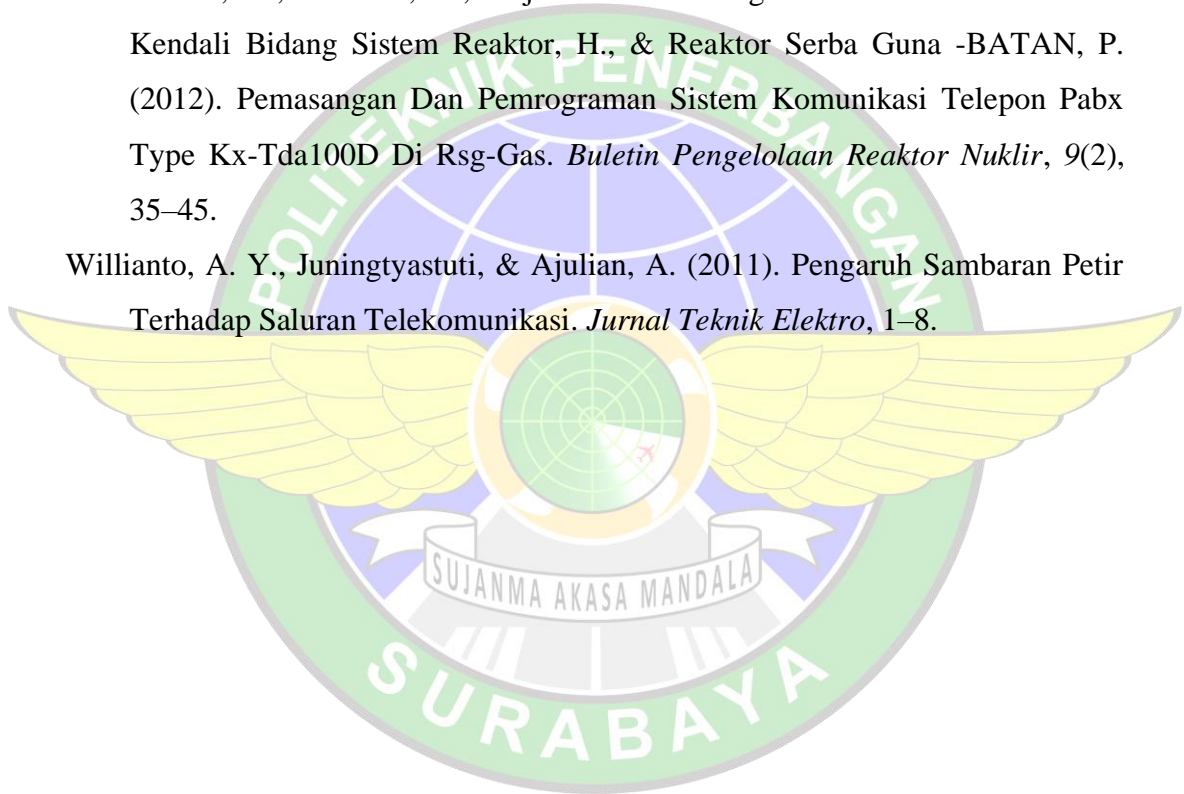 Kendali Bidang Sistem Reaktor, H., & Reaktor Serba Guna -BATAN, P.
(2012). Pemasangan Dan Pemrograman Sistem Komunikasi Telepon Pabx
Type Kx-Tda100D Di Rsg-Gas. Buletin Pengelolaan Reaktor Nuklir, 9(2),
35–45.
Willianto, A. Y., Juningtyastuti, & Ajulian, A. (2011). Pengaruh Sambaran Petir
Terhadap Saluran Telekomunikasi. Jurnal Teknik Elektro, 1–8.
POLITEKNIK PENERBANGAN
SUJANMA AKASA MANDALA
SURABAYA